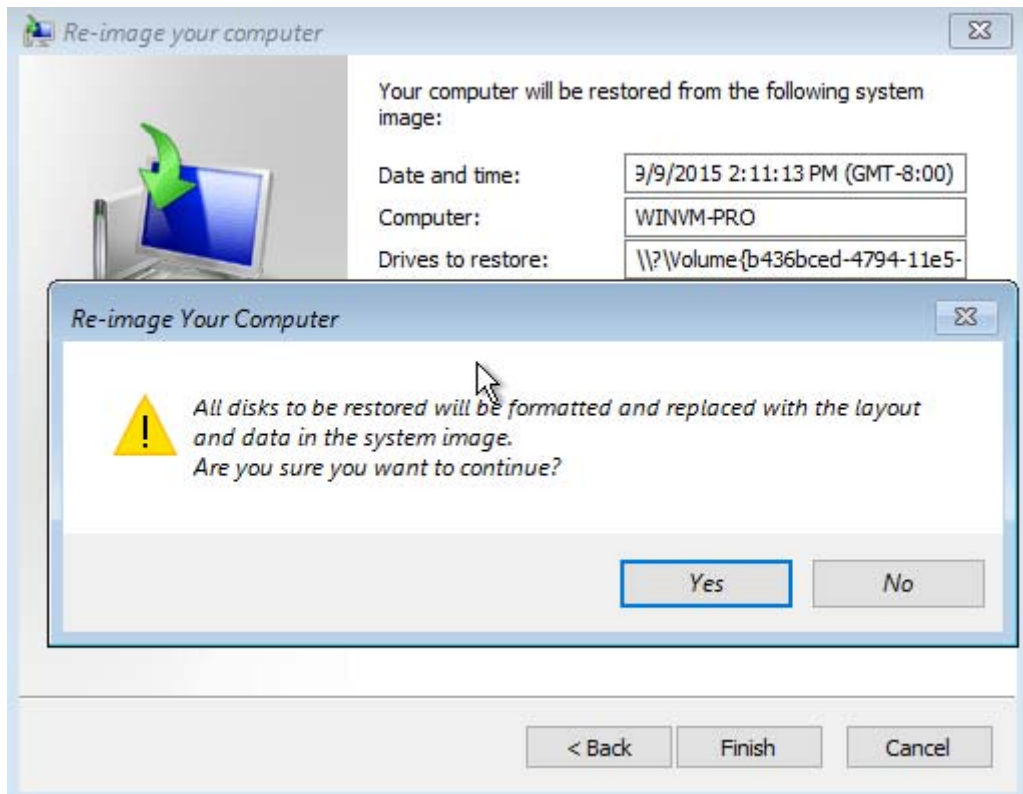 Re-image your computer
Your computer will be restored from the following system
image:
Date and time: 9/9/2015 2:11:13 PM (GMT-8:00)
Computer: WINVM-PRO
Drives to restore: \\?\Volume{b436bced-4794-11e5-
Re-image Your Computer
All disks to be restored will be formatted and replaced with the layout
and data in the system image.
Are you sure you want to continue?
Yes No
< Back Finish Cancel